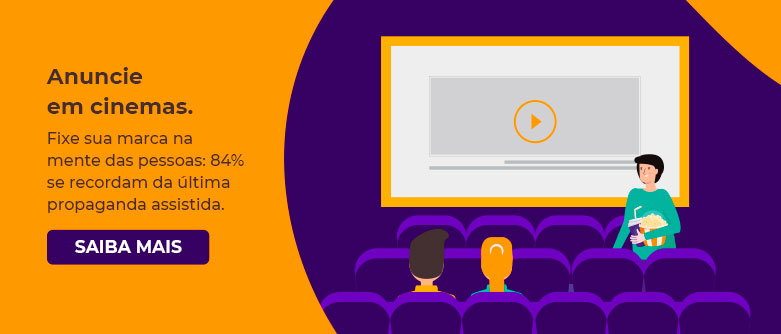 Anuncie
em cinemas.
Fixe sua marca na
mente das pessoas: 84%
se recordam da última
propaganda assistida.
SAIBA MAIS